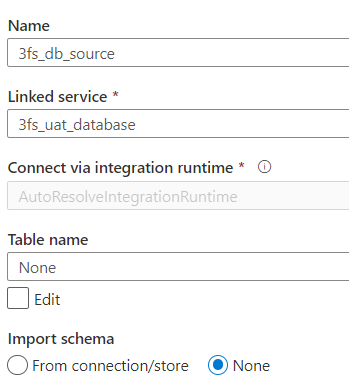 Name
3fs_db_source
Linked service *
3fs_uat_database
Connect via integration runtime *
AutoResolveIntegrationRuntime
Table name
None
Edit
Import schema
From connection/store None